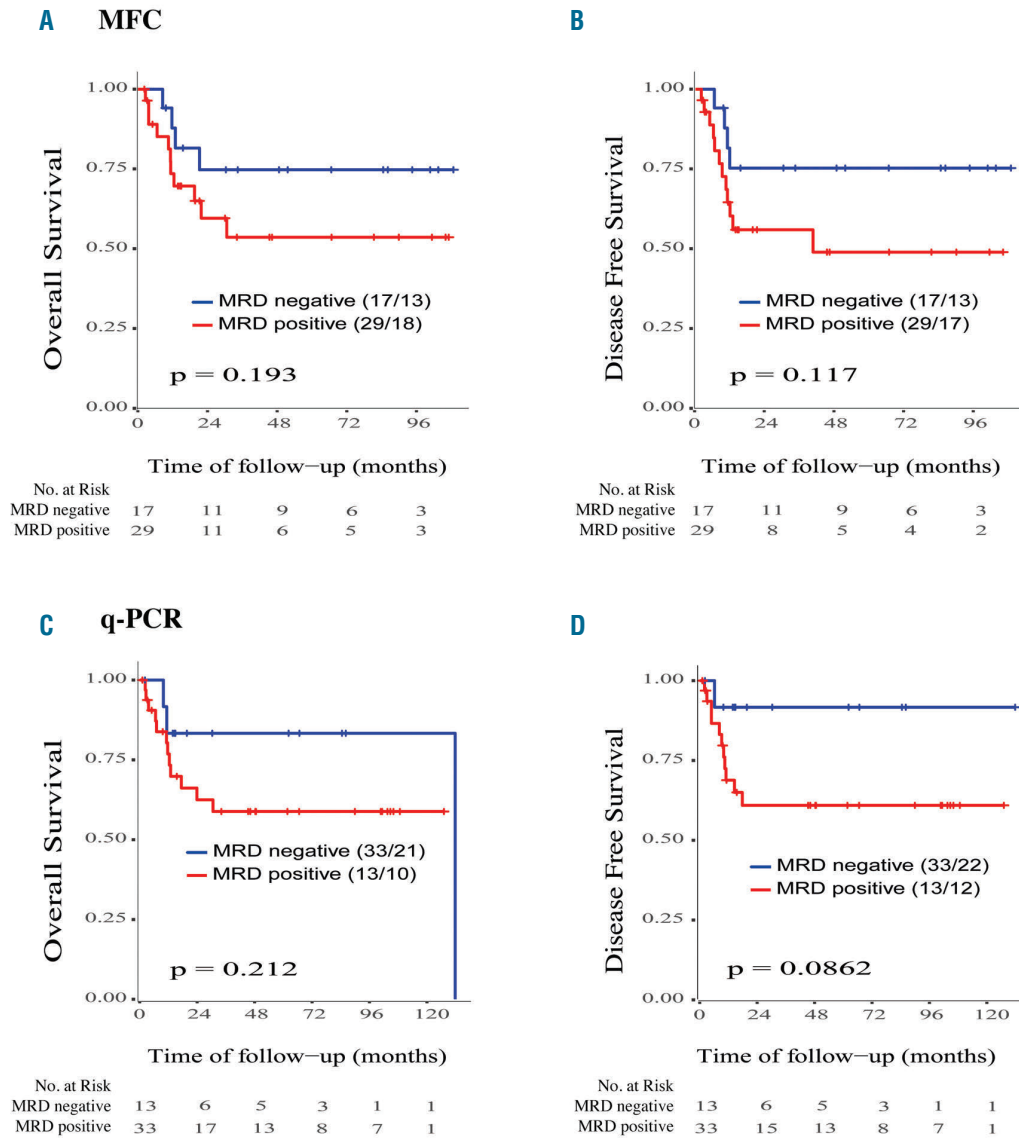 A MFC
1.00
0.75
0.50
0.25
0.00
Overall Survival
MRD negative (17/13)
MRD positive (29/18)
p = 0.193
0 24 48 72 96
Time of follow−up (months)
No. at Risk
MRD negative 17 11 9 6 3
MRD positive 29 11 6 5 3
B
1.00
0.75
0.50
0.25
0.00
Disease Free Survival
MRD negative (17/13)
MRD positive (29/17)
p = 0.117
0 24 48 72 96
Time of follow−up (months)
No. at Risk
MRD negative 17 11 9 6 3
MRD positive 29 8 5 4 2
C q-PCR
1.00
0.75
0.50
0.25
0.00
Overall Survival
MRD negative (33/21)
MRD positive (13/10)
p = 0.212
0 24 48 72 96 120
Time of follow−up (months)
No. at Risk
MRD negative 13 6 5 3 1 1
MRD positive 33 17 13 8 7 1
D
1.00
0.75
0.50
0.25
0.00
Disease Free Survival
MRD negative (33/22)
MRD positive (13/12)
p = 0.0862
0 24 48 72 96 120
Time of follow−up (months)
No. at Risk
MRD negative 13 6 5 3 1 1
MRD positive 33 15 13 8 7 1